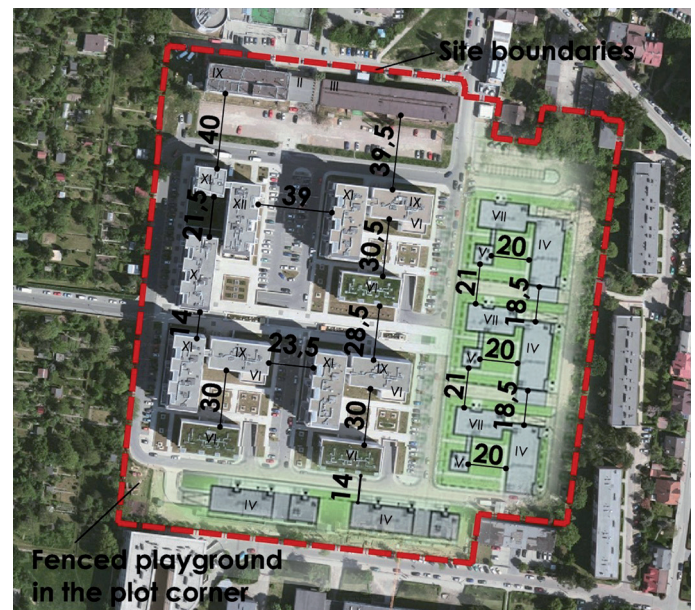 Site boundaries
IX
II
III
40
39,5
XI
XII
21,5
39
XI
IX
VI
30,5
VII
IV
V
20
X
VI
21
18,5
14
28,5
VII
XI
IX
VI
23,5
XI
IX
VI
IV
V
20
30
30
21
18,5
VII
VI
VI
IV
V
20
14
IV
IV
Fenced playground
in the plot corner